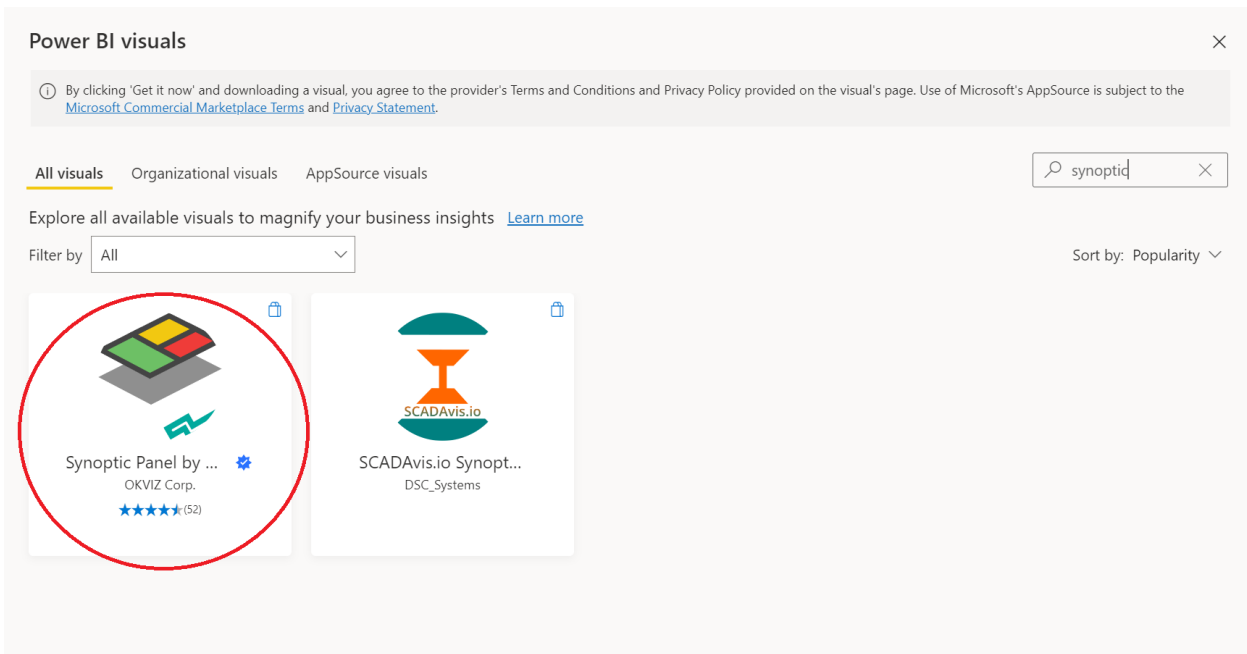 Power BI visuals
By clicking 'Get it now' and downloading a visual, you agree to the provider's Terms and Conditions and Privacy Policy provided on the visual's page. Use of Microsoft's AppSource is subject to the
Microsoft Commercial Marketplace Terms and Privacy Statement.
All visuals Organizational visuals AppSource visuals
synoptic
Explore all available visuals to magnify your business insights Learn more
Filter by All
Sort by: Popularity
SCADAvis.io
Synoptic Panel by ...
OKVIZ Corp.
(52)
SCADAvis.io Synopt...
DSC_Systems